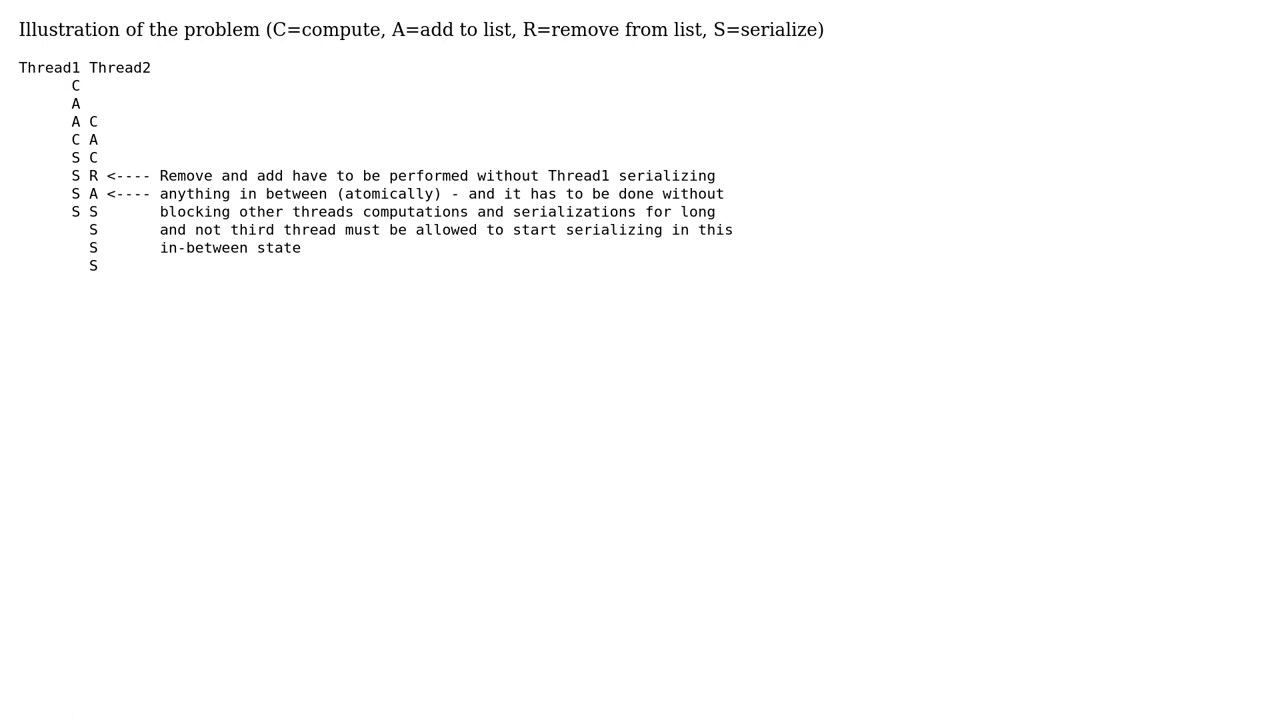 Illustration of the problem (C=compute, A=add to list, R=remove from list, S=serialize)
Thread1 Thread2
      C
      A
      A C
      C A
      S C
      S R <---- Remove and add have to be performed without Thread1 serializing
      S A <---- anything in between (atomically) - and it has to be done without
      S S       blocking other threads computations and serializations for long
        S       and not third thread must be allowed to start serializing in this
        S       in-between state
        S